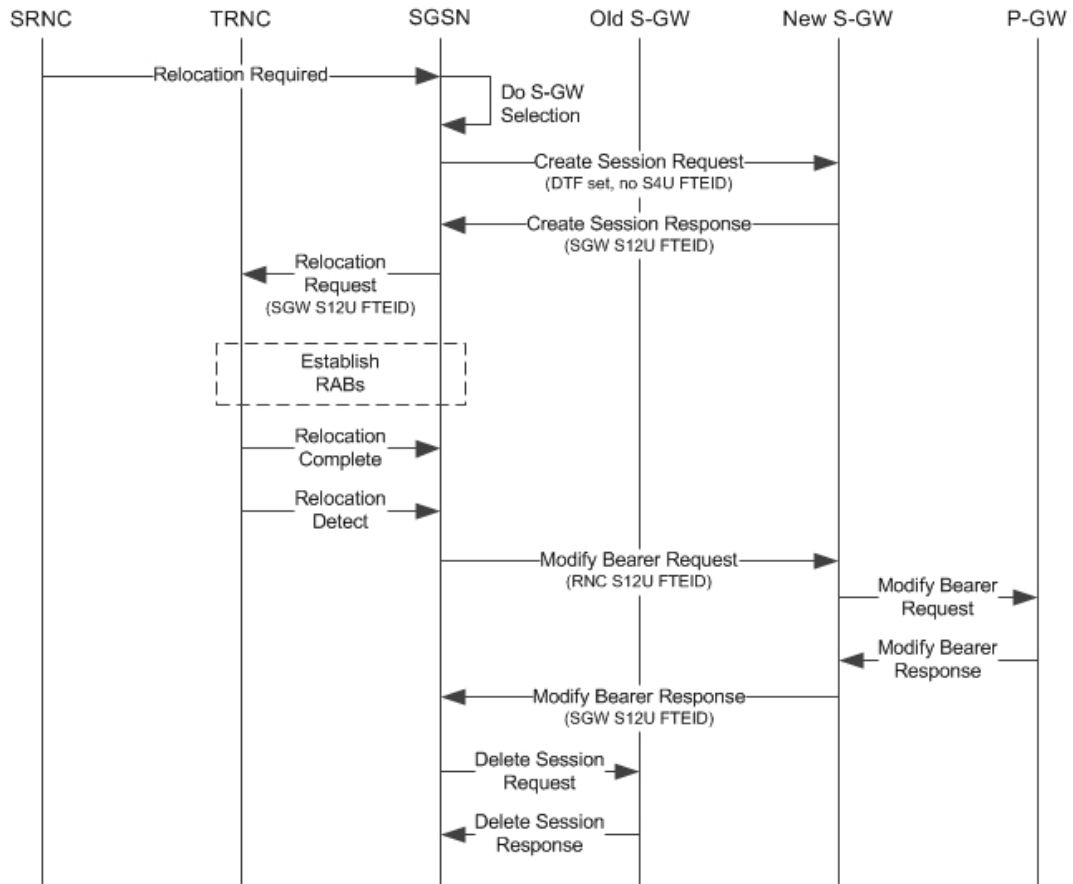 SRNC TRNC SGSN Old S-GW New S-GW P-GW
Relocation Required
Do S-GW
Selection
Create Session Request
(DTF set, no S4U FTEID)
Create Session Response
(SGW S12U FTEID)
Relocation
Request
(SGW S12U FTEID)
Establish
RABs
Relocation
Complete
Relocation
Detect
Modify Bearer Request
(RNC S12U FTEID)
Modify Bearer
Request
Modify Bearer
Response
Modify Bearer Response
(SGW S12U FTEID)
Delete Session
Request
Delete Session
Response